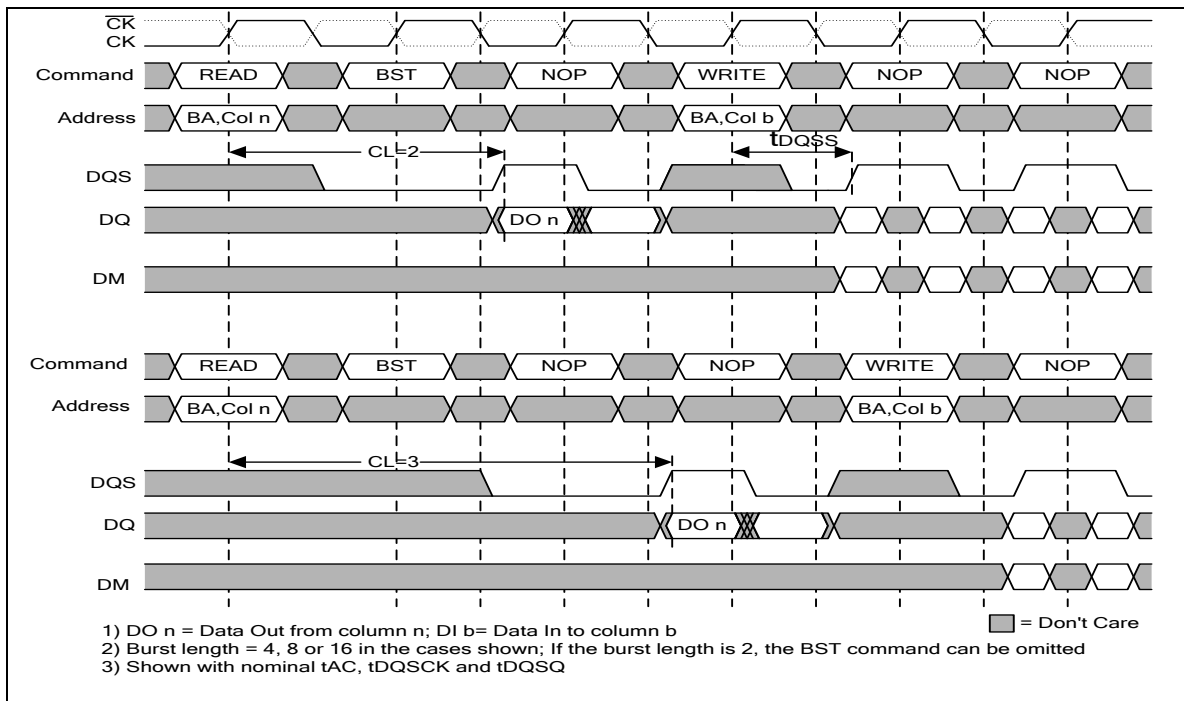 CK
CK
Command READ BST NOP WRITE NOP NOP
Address BA,Col n BA,Col b
CL=2 tDQSS
DQS
DQ DO n
DM
Command READ BST NOP NOP WRITE NOP
Address BA,Col n BA,Col b
CL=3
DQS
DQ DO n
DM
1) DO n = Data Out from column n; DI b= Data In to column b
= Don't Care
2) Burst length = 4, 8 or 16 in the cases shown; If the burst length is 2, the BST command can be omitted
3) Shown with nominal tAC, tDQSCK and tDQSQ